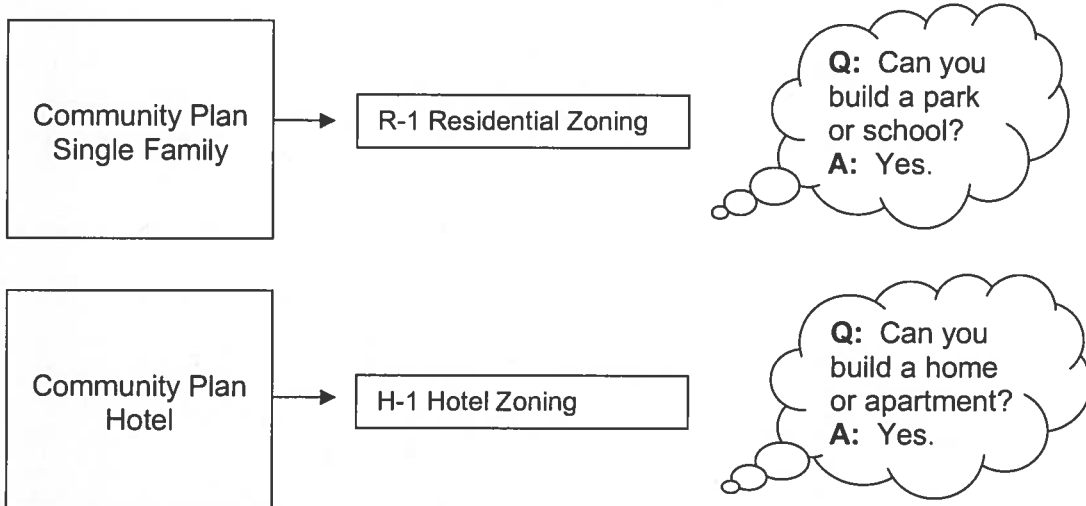 Community Plan
Single Family
R-1 Residential Zoning
Q: Can you
build a park
or school?
A: Yes.
Community Plan
Hotel
H-1 Hotel Zoning
Q: Can you
build a home
or apartment?
A: Yes.